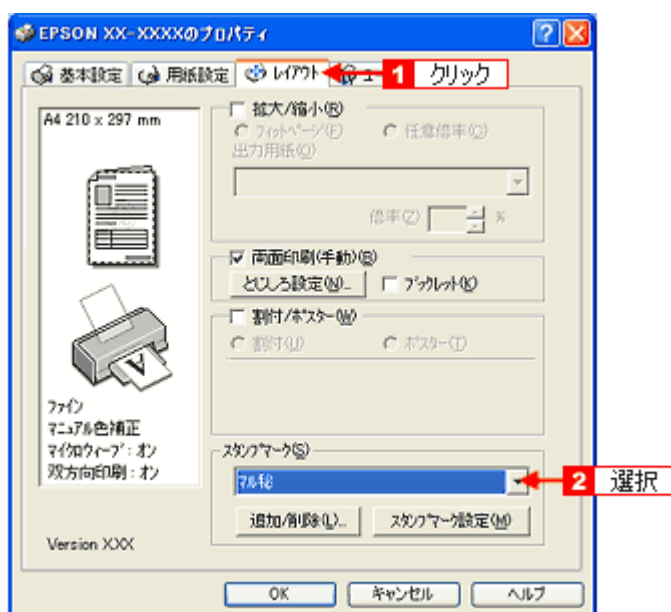 EPSON XX-XXXXのプロパティ
基本設定 用紙設定 レイアウト ユ
1 クリック
A4 210 x 297 mm
拡大/縮小(R)
フィットページ(F) 任意倍率(O)
出力用紙(O)
倍率(Z) %
両面印刷(手動)(B)
とじしろ設定(N)... ブックレット(K)
割付/ポスター(W)
割付(U) ポスター(T)
ファイン
マニュアル色補正
マイクロウィーブ:オン
双方向印刷:オン
スタンプマーク(S)
マル秘
2 選択
追加/削除(L)... スタンプマーク設定(M)
Version XXX
OK キャンセル ヘルプ